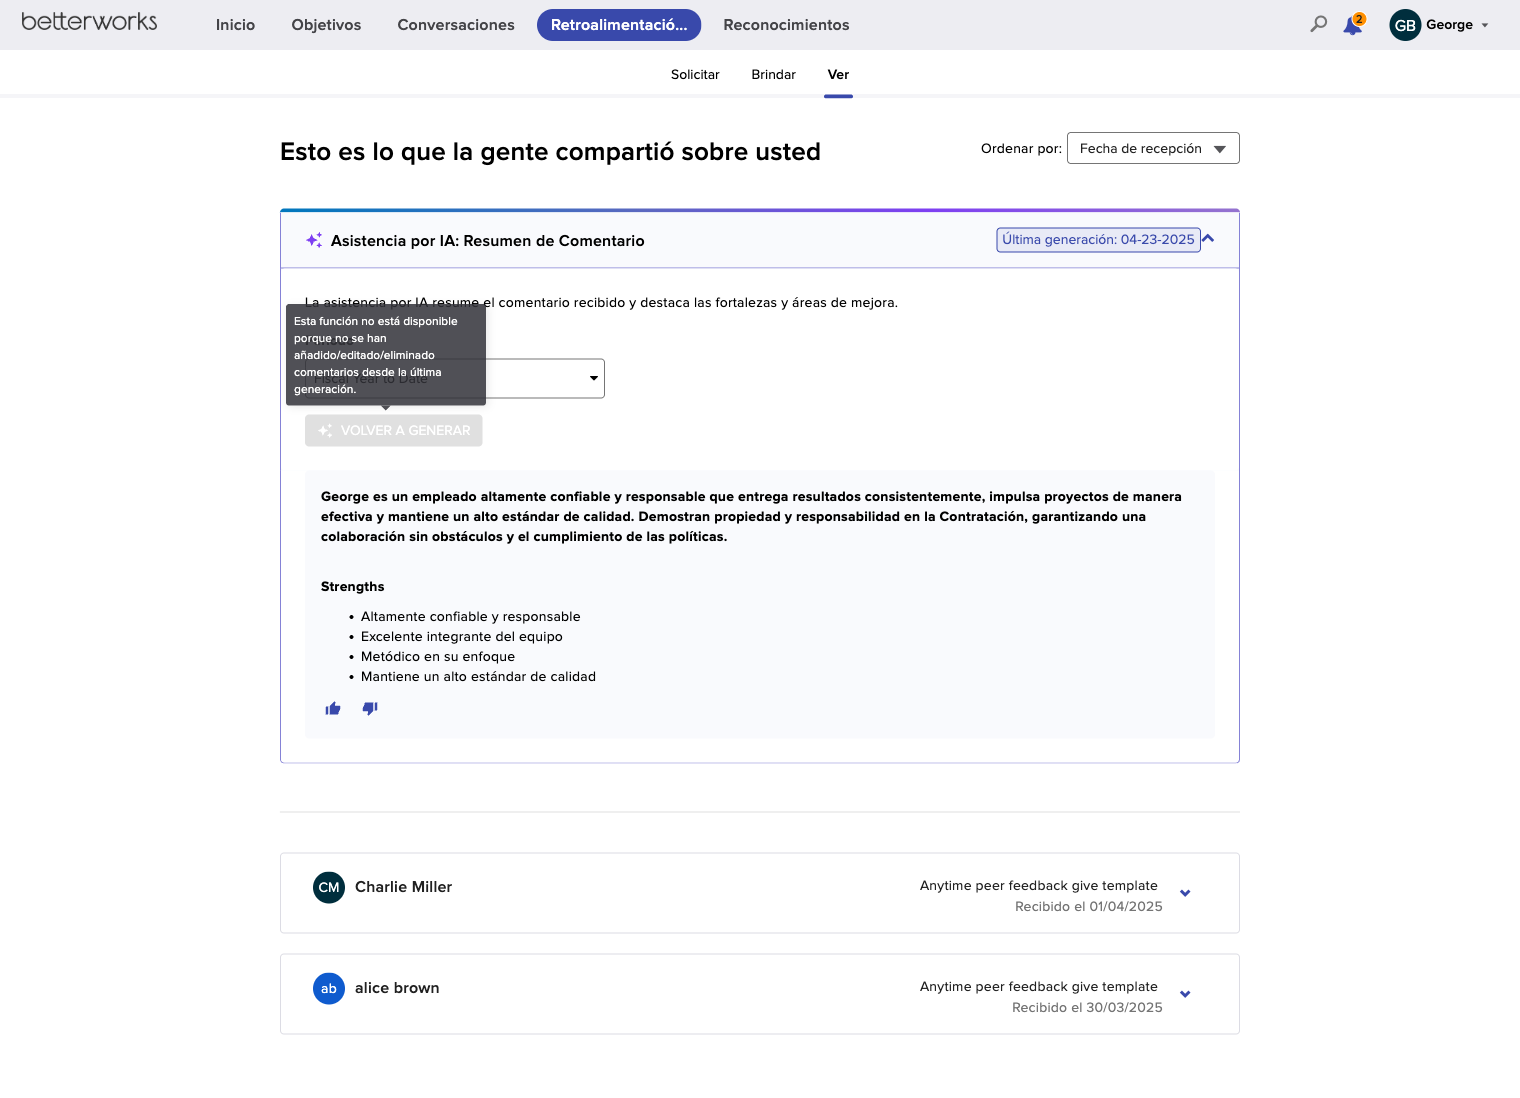 betterworks
Inicio
Objetivos
Conversaciones
Retroalimentació...
Reconocimientos
2
GB
George
Solicitar
Brindar
Ver
Esto es lo que la gente compartió sobre usted
Ordenar por:
Fecha de recepción
Asistencia por IA: Resumen de Comentario
Última generación: 04-23-2025
La asistencia por IA resume el comentario recibido y destaca las fortalezas y áreas de mejora.
Esta función no está disponible
porque no se han
añadido/editado/eliminado
comentarios desde la última
generación.
Fiscal Year to Date
VOLVER A GENERAR
George es un empleado altamente confiable y responsable que entrega resultados consistentemente, impulsa proyectos de manera
efectiva y mantiene un alto estándar de calidad. Demostran propiedad y responsabilidad en la Contratación, garantizando una
colaboración sin obstáculos y el cumplimiento de las políticas.
Strengths
• Altamente confiable y responsable
• Excelente integrante del equipo
• Metódico en su enfoque
• Mantiene un alto estándar de calidad
CM
Charlie Miller
Anytime peer feedback give template
Recibido el 01/04/2025
ab
alice brown
Anytime peer feedback give template
Recibido el 30/03/2025